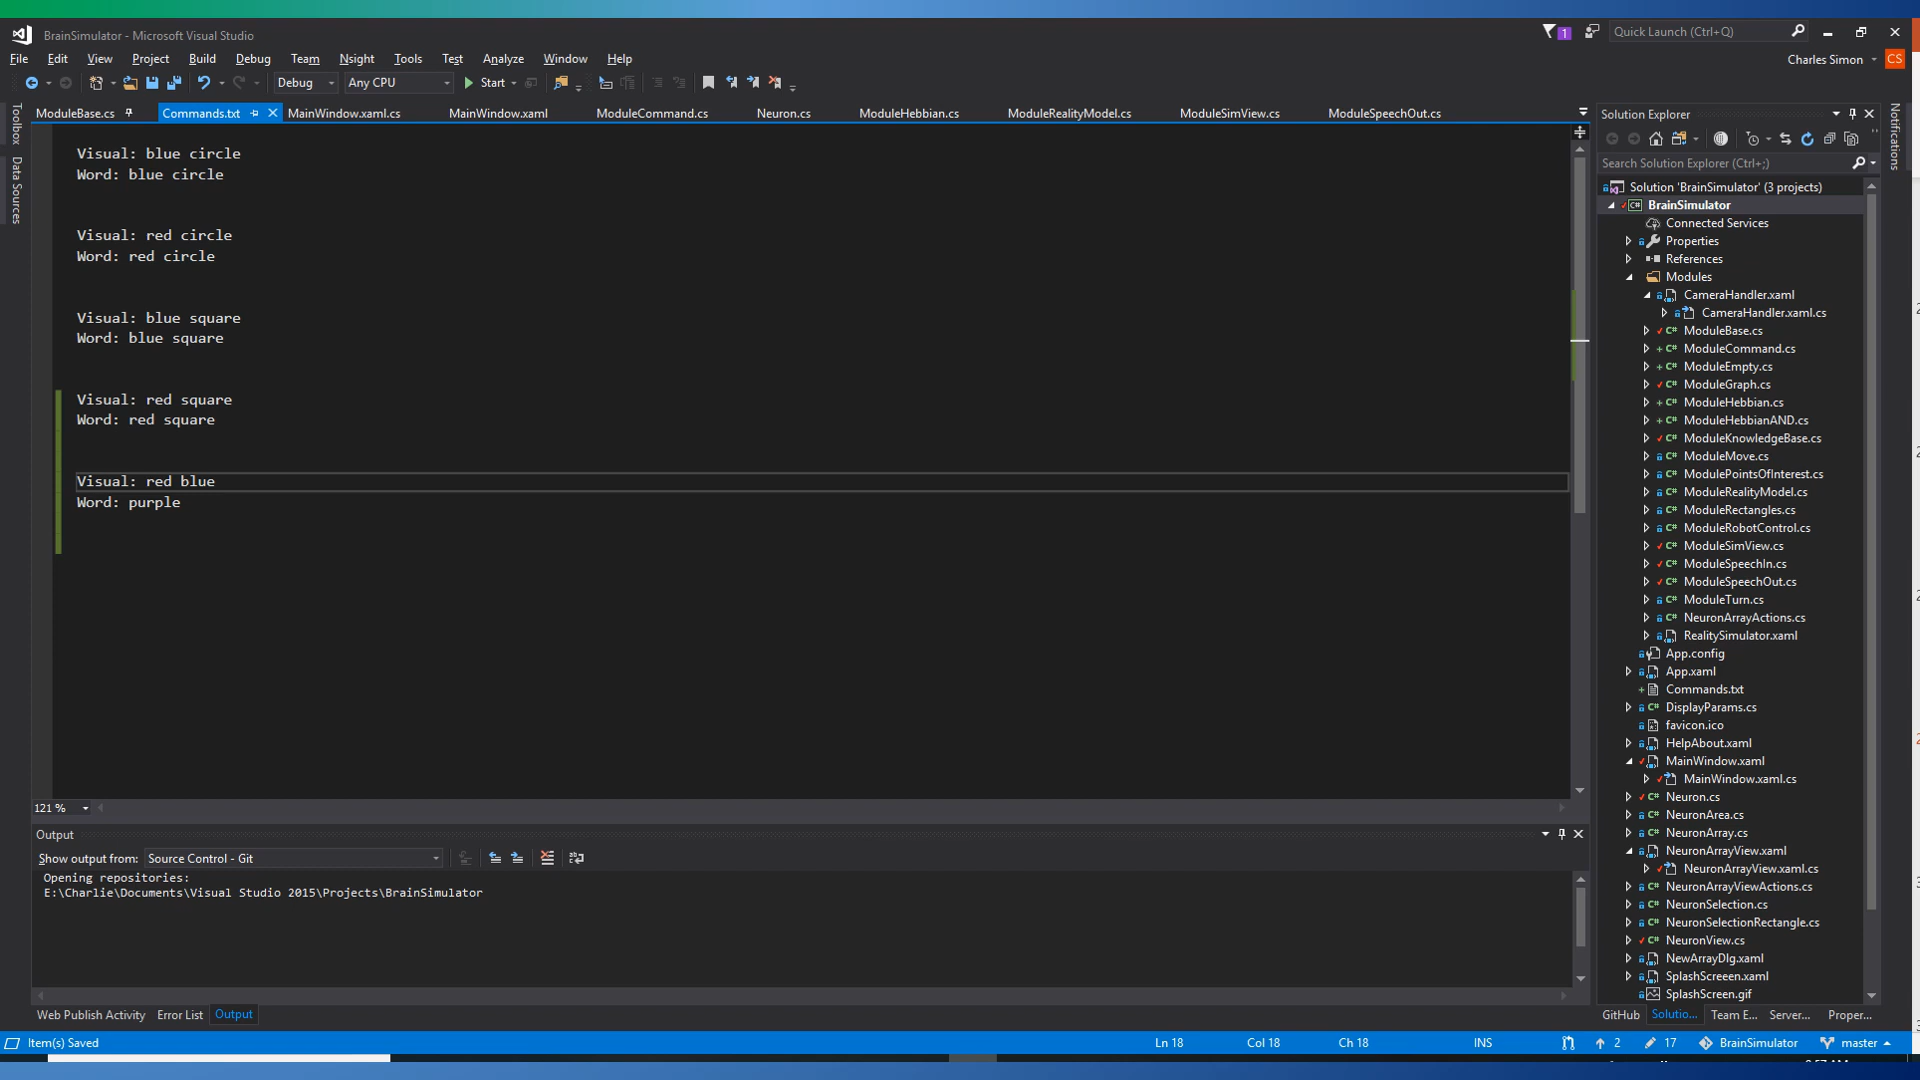 BrainSimulator - Microsoft Visual Studio
1
Quick Launch (Ctrl+Q)
File Edit View Project Build Debug Team Nsight Tools Test Analyze Window Help
Charles Simon CS
Debug Any CPU Start
ModuleBase.cs Commands.txt MainWindow.xaml.cs MainWindow.xaml ModuleCommand.cs Neuron.cs ModuleHebbian.cs ModuleRealityModel.cs ModuleSimView.cs ModuleSpeechOut.cs
Toolbox
Data Sources
Visual: blue circle
Word: blue circle
Visual: red circle
Word: red circle
Visual: blue square
Word: blue square
Visual: red square
Word: red square
Visual: red blue
Word: purple
121 %
Output
Show output from: Source Control - Git
Opening repositories:
E:\Charlie\Documents\Visual Studio 2015\Projects\BrainSimulator
Web Publish Activity Error List Output
Solution Explorer
Notifications
Search Solution Explorer (Ctrl+;)
Solution 'BrainSimulator' (3 projects)
BrainSimulator
Connected Services
Properties
References
Modules
CameraHandler.xaml
CameraHandler.xaml.cs
ModuleBase.cs
ModuleCommand.cs
ModuleEmpty.cs
ModuleGraph.cs
ModuleHebbian.cs
ModuleHebbianAND.cs
ModuleKnowledgeBase.cs
ModuleMove.cs
ModulePointsOfInterest.cs
ModuleRealityModel.cs
ModuleRectangles.cs
ModuleRobotControl.cs
ModuleSimView.cs
ModuleSpeechIn.cs
ModuleSpeechOut.cs
ModuleTurn.cs
NeuronArrayActions.cs
RealitySimulator.xaml
App.config
App.xaml
Commands.txt
DisplayParams.cs
favicon.ico
HelpAbout.xaml
MainWindow.xaml
MainWindow.xaml.cs
Neuron.cs
NeuronArea.cs
NeuronArray.cs
NeuronArrayView.xaml
NeuronArrayView.xaml.cs
NeuronArrayViewActions.cs
NeuronSelection.cs
NeuronSelectionRectangle.cs
NeuronView.cs
NewArrayDlg.xaml
SplashScreeen.xaml
SplashScreen.gif
GitHub Solutio... Team E... Server... Proper...
Item(s) Saved Ln 18 Col 18 Ch 18 INS 2 17 BrainSimulator master